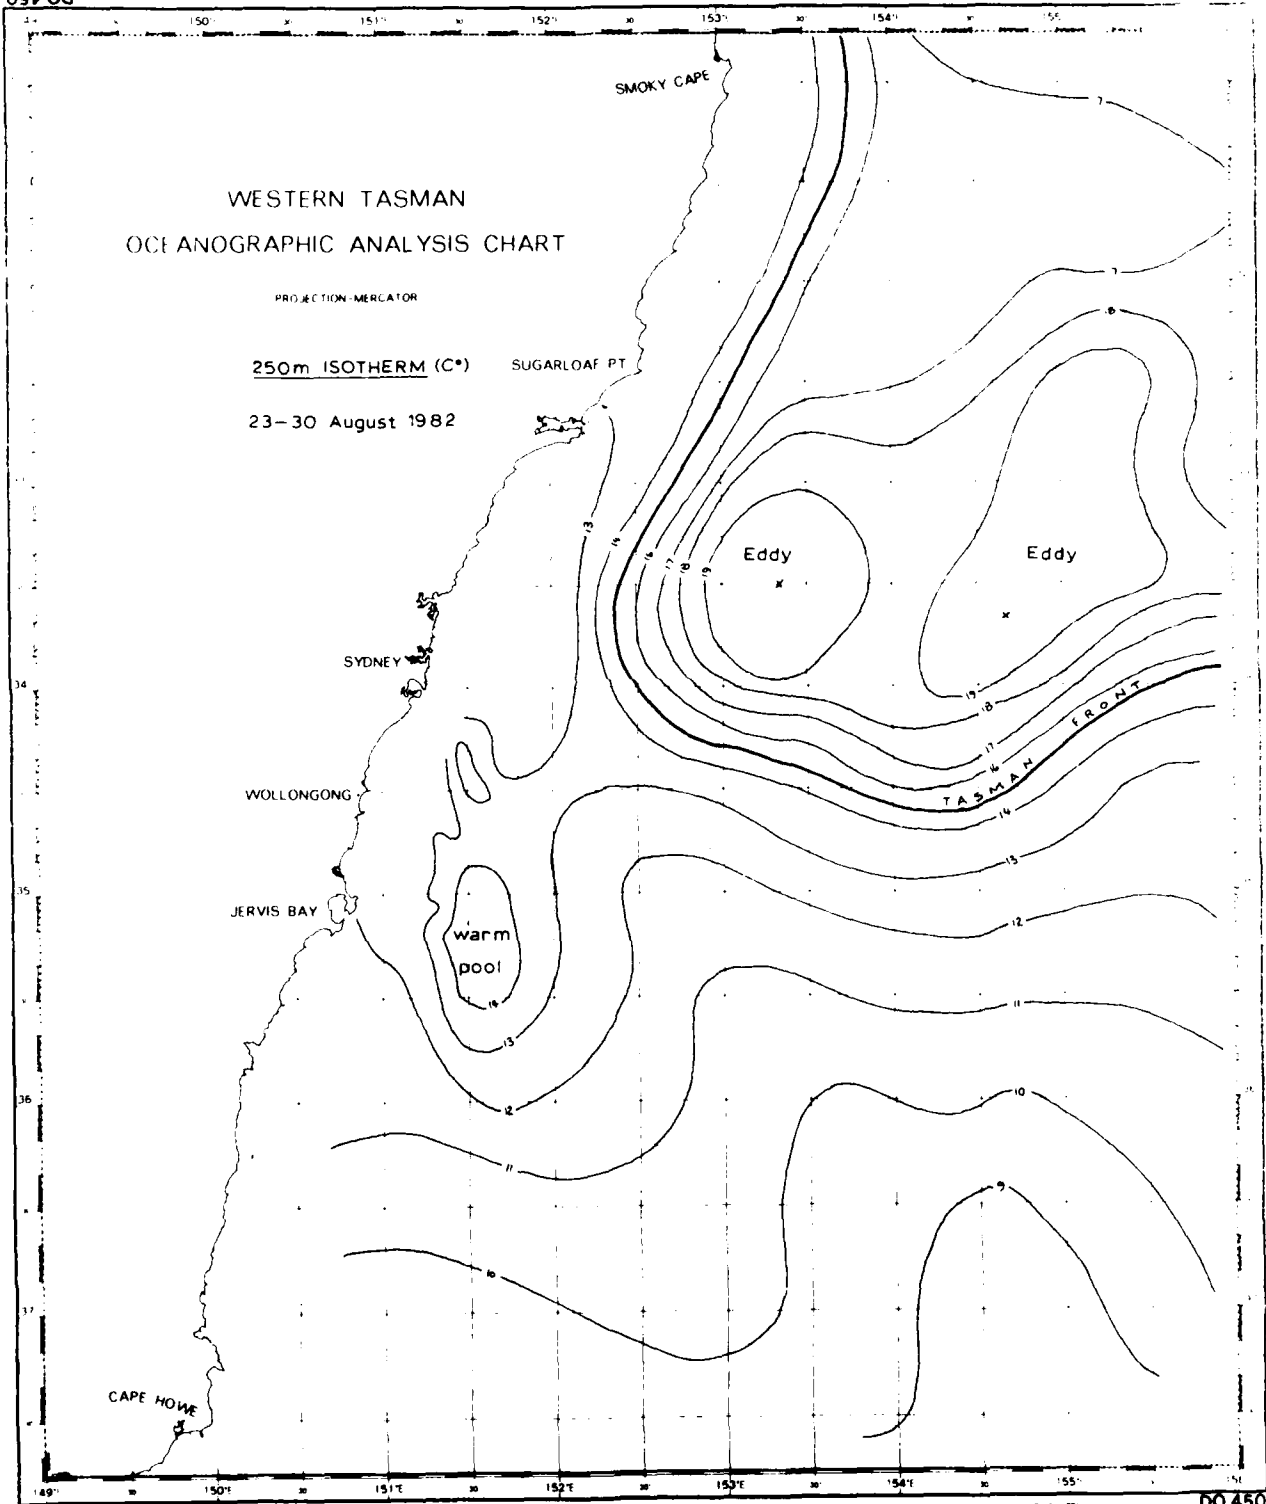 DO 450
150°
151°
152°
153°
154°
155
SMOKY CAPE
7
WESTERN TASMAN
OCEANOGRAPHIC ANALYSIS CHART
PROJECTION-MERCATOR
7
8
250m ISOTHERM (C°)
SUGARLOAF PT
23-30 August 1982
13
14
16
17
18
19
Eddy
Eddy
SYDNEY
34
19
18
17
16
TASMAN FRONT
14
WOLLONGONG
13
35
JERVIS BAY
warm
pool
12
14
11
13
36
10
12
11
9
10
37
CAPE HOWE
149°
150°E
151°E
152°E
153°E
154°E
155°
DO 450